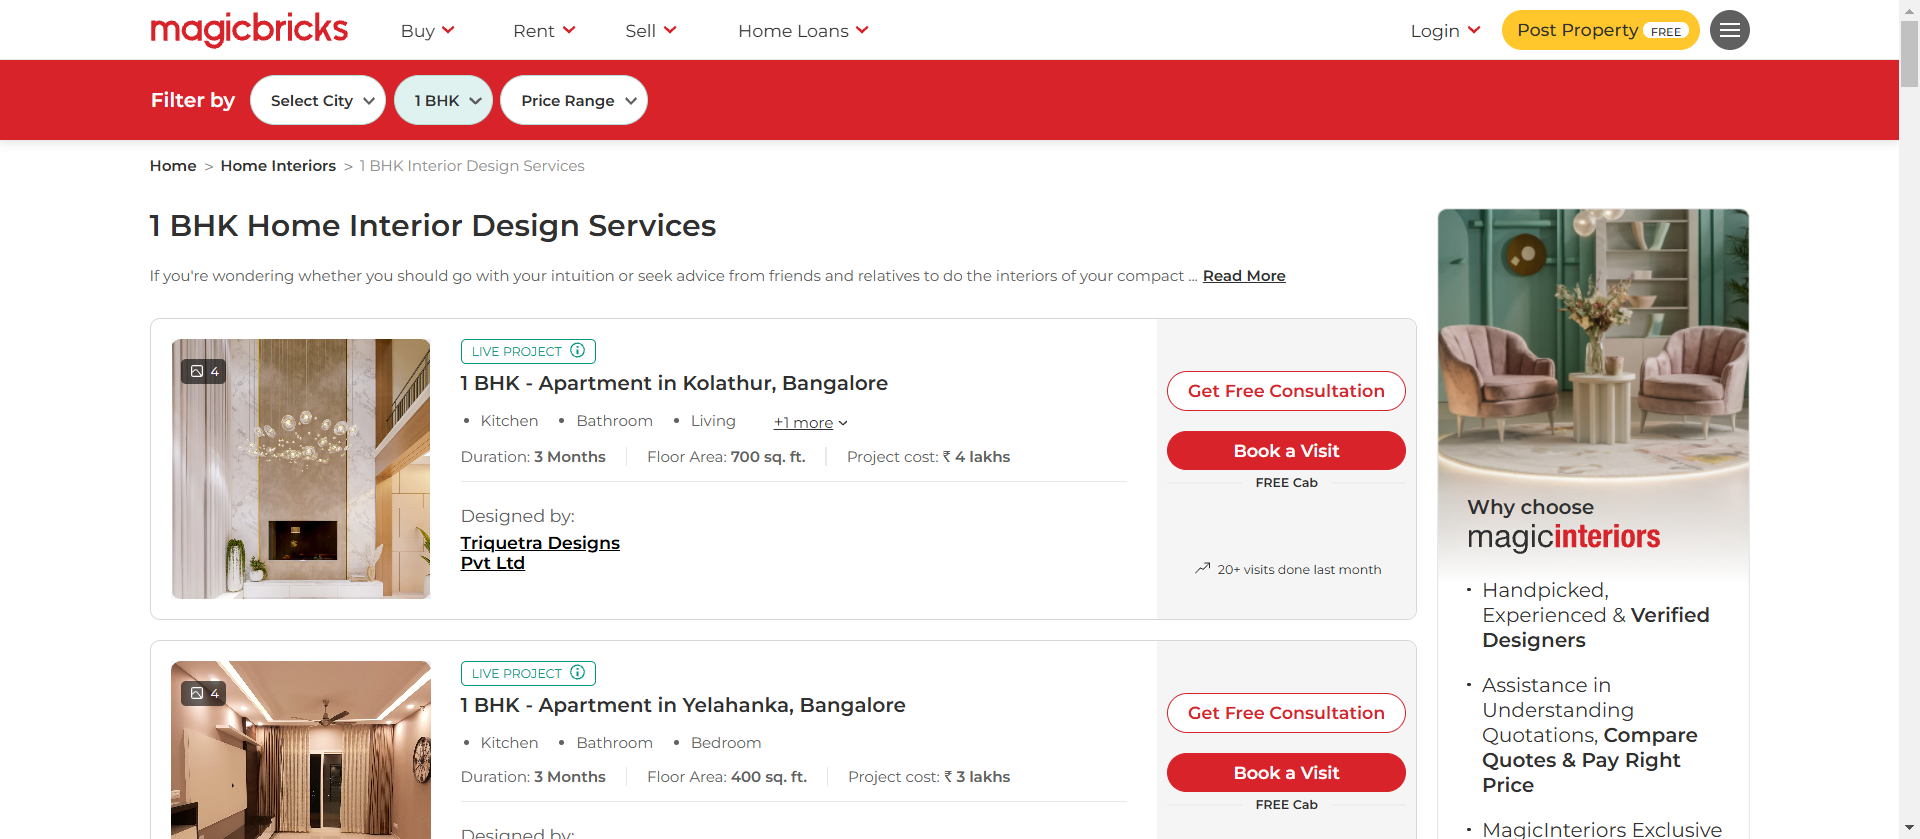 magicbricks
Buy
Rent
Sell
Home Loans
Login
Post Property FREE
Filter by
Select City
1 BHK
Price Range
Home > Home Interiors > 1 BHK Interior Design Services
1 BHK Home Interior Design Services
If you're wondering whether you should go with your intuition or seek advice from friends and relatives to do the interiors of your compact ... Read More
4
LIVE PROJECT
1 BHK - Apartment in Kolathur, Bangalore
• Kitchen • Bathroom • Living +1 more
Duration: 3 Months
Floor Area: 700 sq. ft.
Project cost: ₹ 4 lakhs
Designed by:
Triquetra Designs
Pvt Ltd
Get Free Consultation
Book a Visit
FREE Cab
20+ visits done last month
4
LIVE PROJECT
1 BHK - Apartment in Yelahanka, Bangalore
• Kitchen • Bathroom • Bedroom
Duration: 3 Months
Floor Area: 400 sq. ft.
Project cost: ₹ 3 lakhs
Designed by:
Get Free Consultation
Book a Visit
FREE Cab
Why choose
magicinteriors
• Handpicked,
Experienced & Verified
Designers
• Assistance in
Understanding
Quotations, Compare
Quotes & Pay Right
Price
• MagicInteriors Exclusive